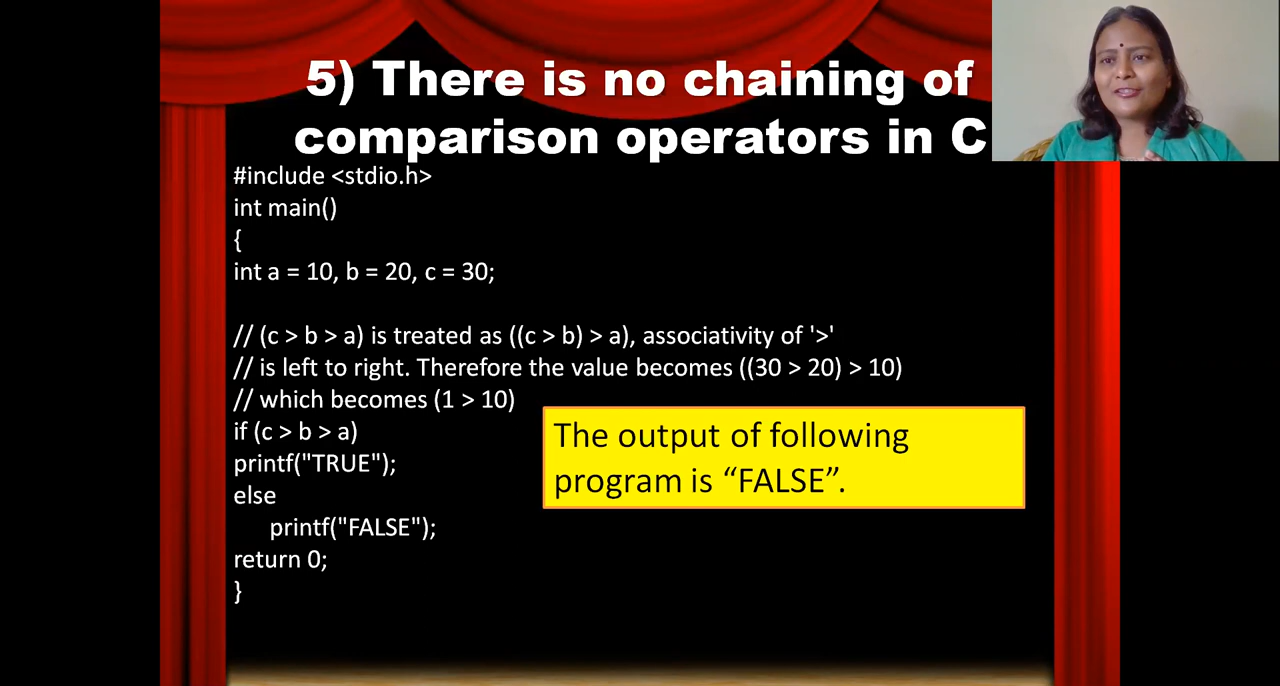 5) There is no chaining of
comparison operators in C
#include <stdio.h>
int main()
{
int a = 10, b = 20, c = 30;
// (c > b > a) is treated as ((c > b) > a), associativity of '>'
// is left to right. Therefore the value becomes ((30 > 20) > 10)
// which becomes (1 > 10)
if (c > b > a)
printf("TRUE");
else
printf("FALSE");
return 0;
}
The output of following
program is “FALSE”.